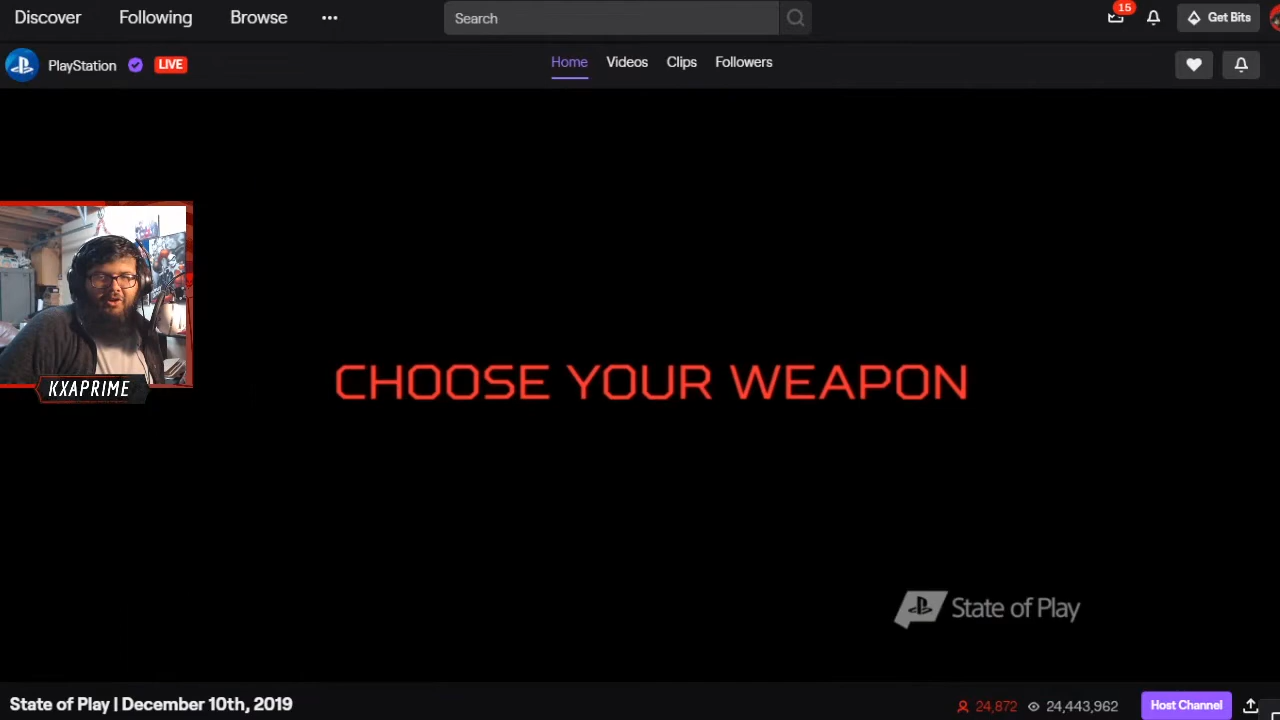 Discover Following Browse ••• Search 15 Get Bits
PlayStation LIVE Home Videos Clips Followers
KXAPRIME
CHOOSE YOUR WEAPON
State of Play
State of Play | December 10th, 2019 24,872 24,443,962 Host Channel